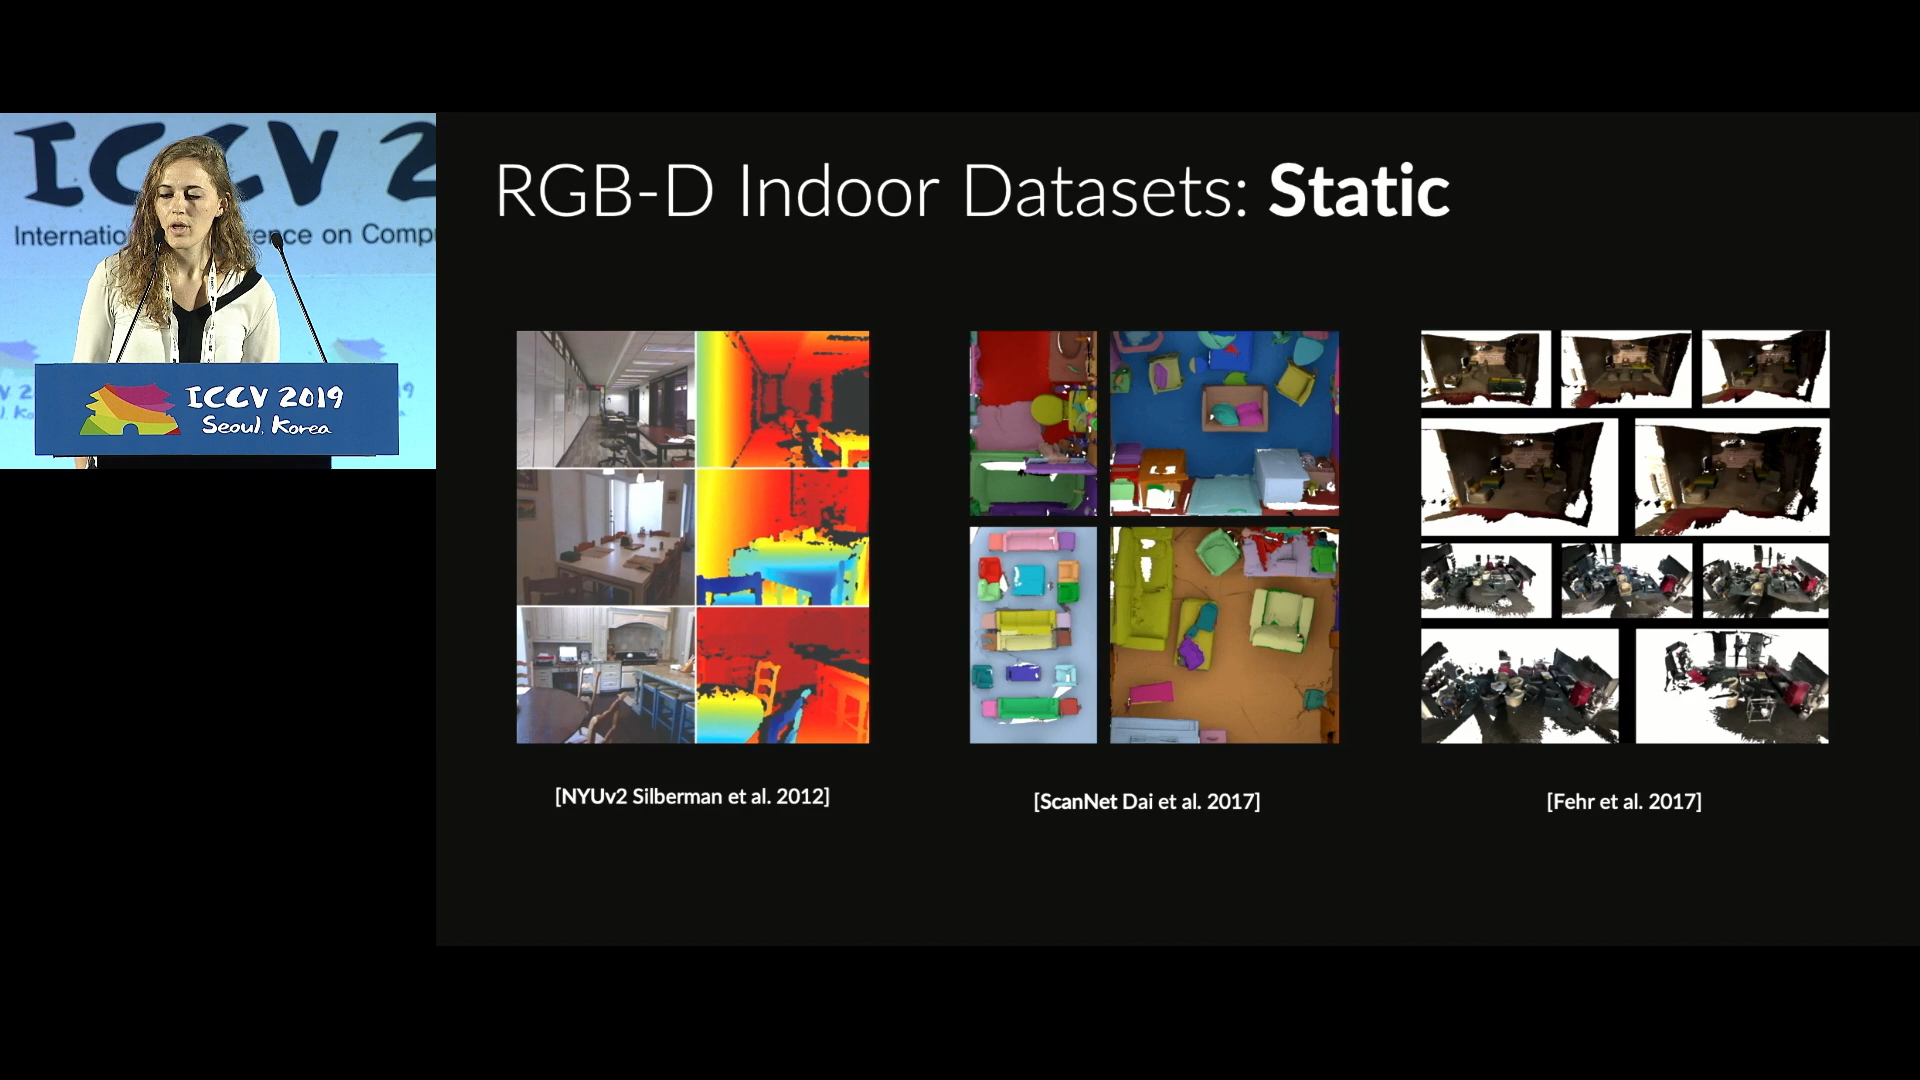 ICCV 2
Internatio ence on Compu
ICCV 2019
Seoul, Korea
RGB-D Indoor Datasets: Static
[NYUv2 Silberman et al. 2012]
[ScanNet Dai et al. 2017]
[Fehr et al. 2017]